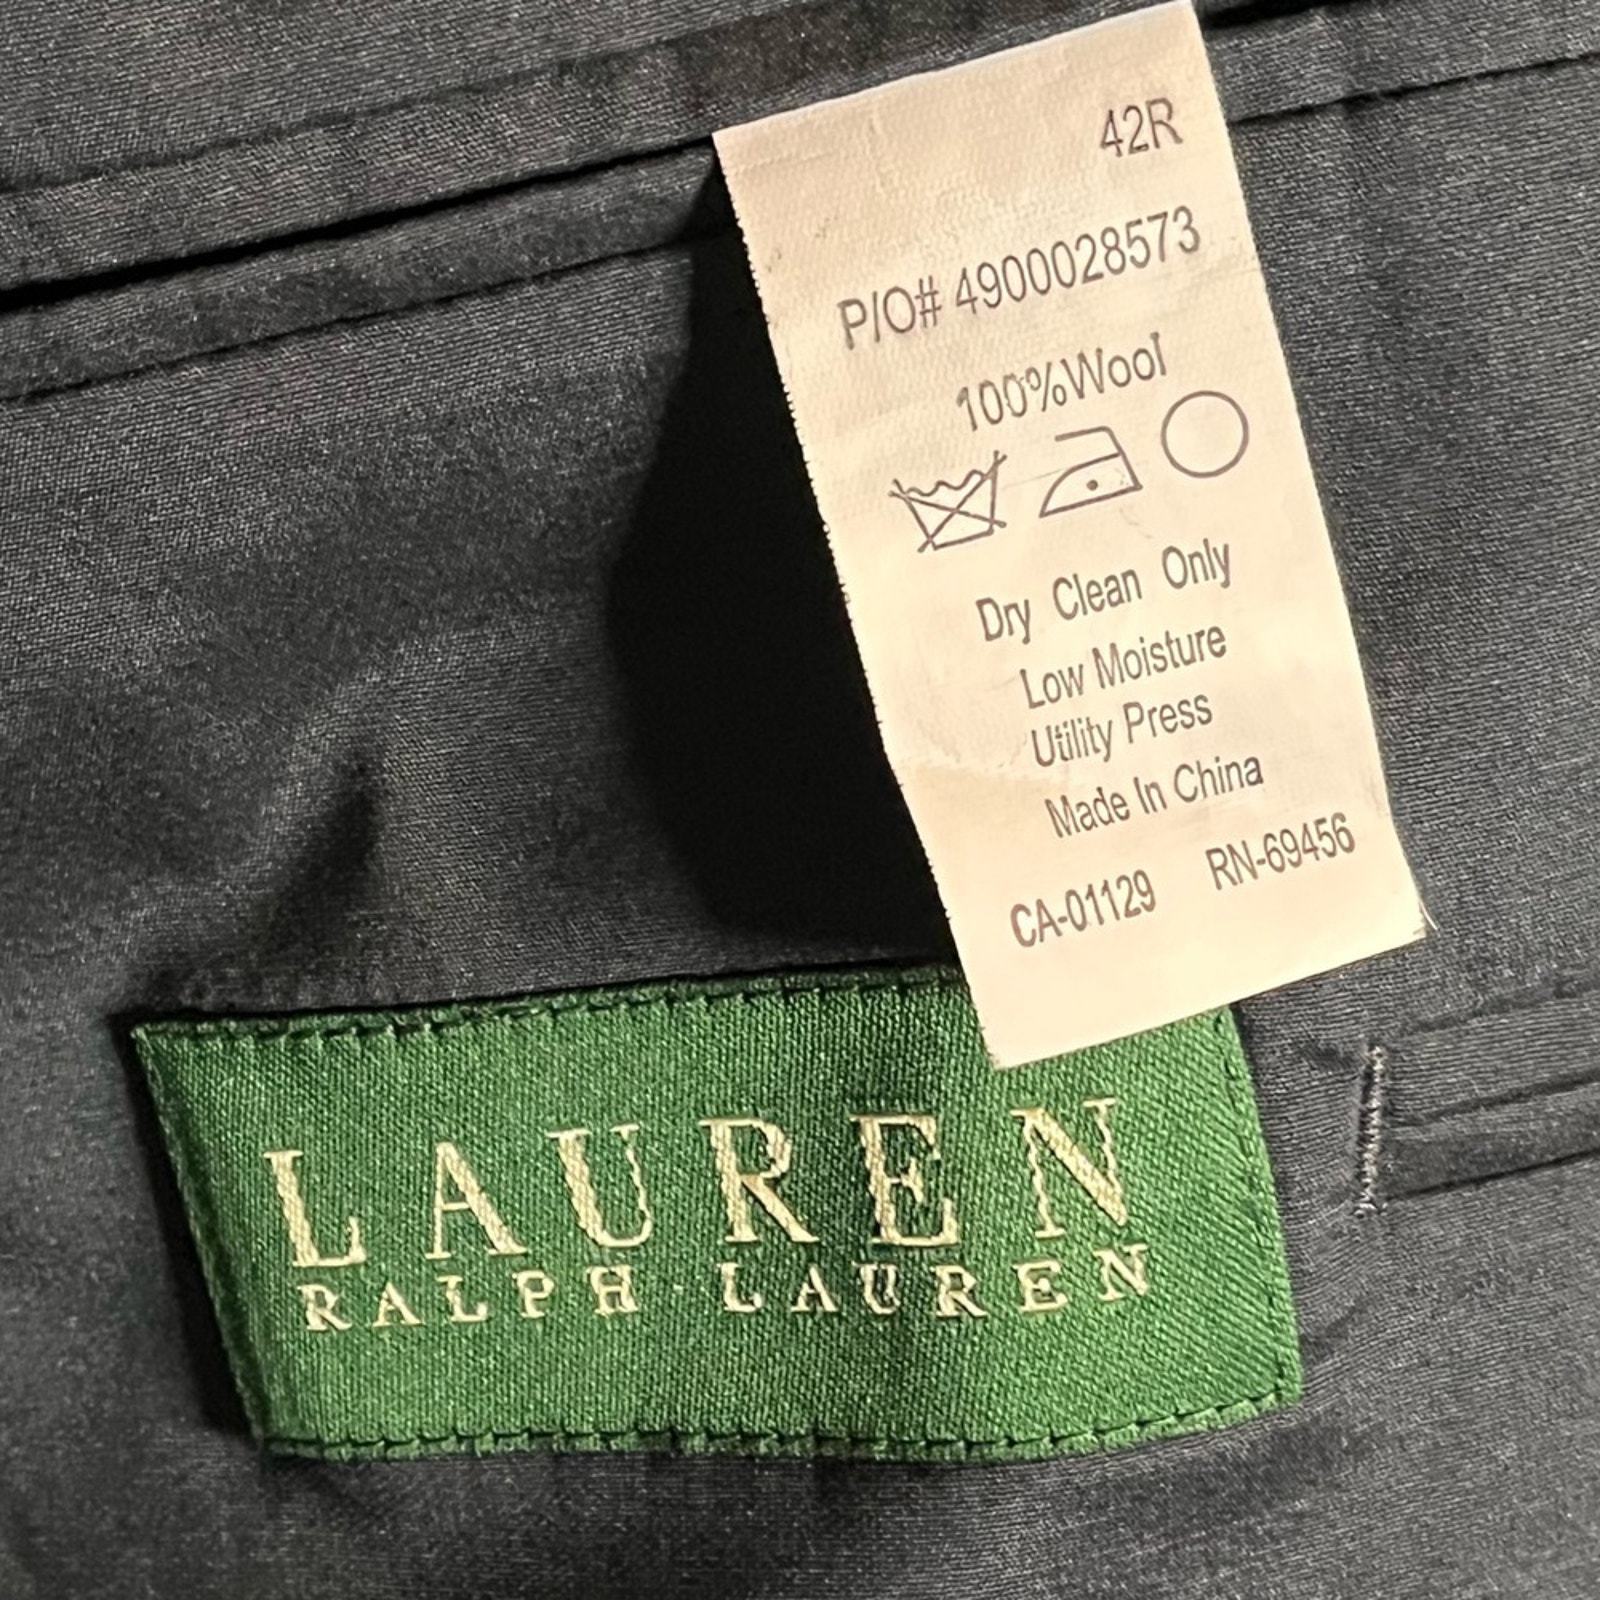 42R
P/O# 4900028573
100%Wool
Dry Clean Only
Low Moisture
Utility Press
Made In China
CA-01129 RN-69456
LAUREN
RALPH LAUREN